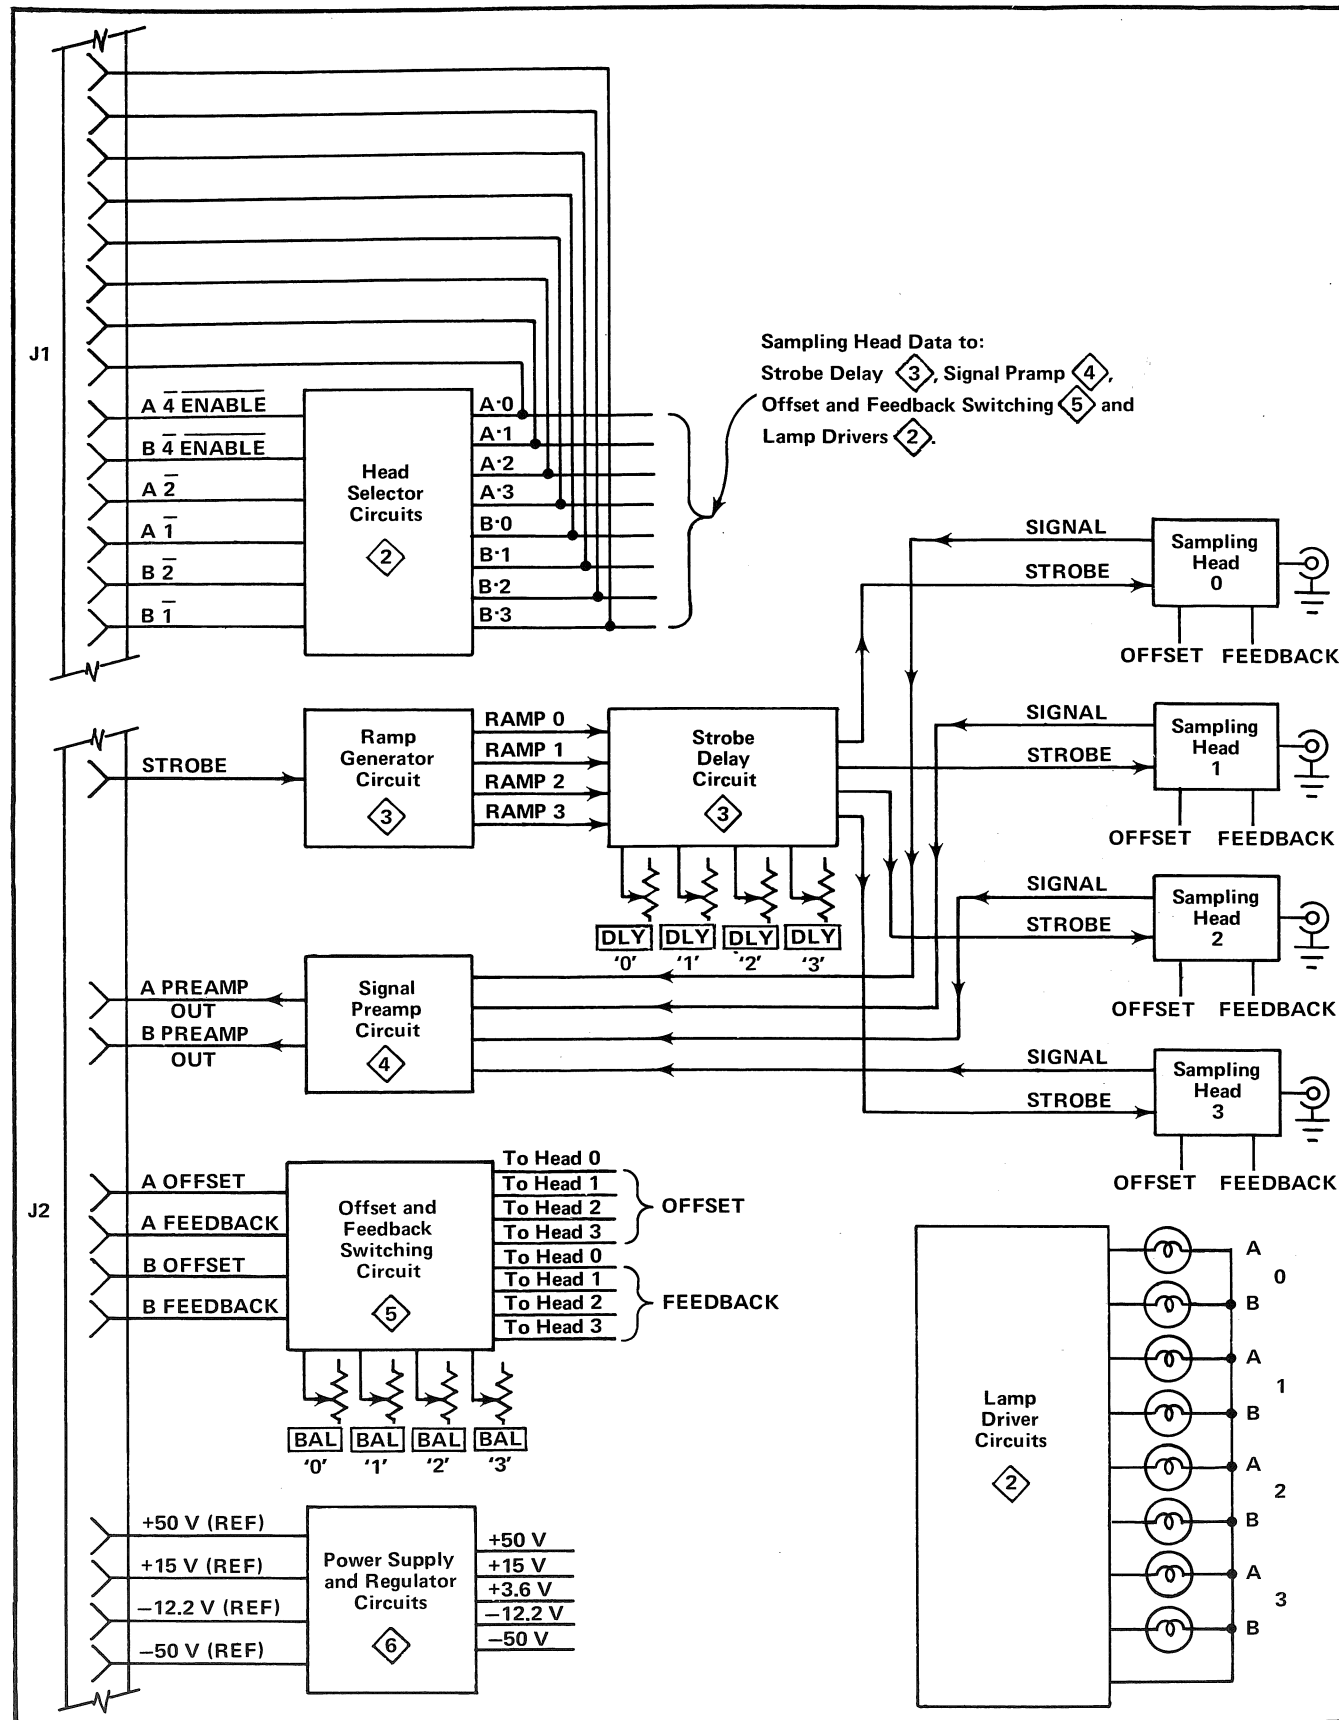 J1
A 4̅ E̅N̅A̅B̅L̅E̅
B 4̅ E̅N̅A̅B̅L̅E̅
A 2̅
A 1̅
B 2̅
B 1̅
Head
Selector
Circuits
2
A·0
A·1
A·2
A·3
B·0
B·1
B·2
B·3
Sampling Head Data to:
Strobe Delay 3, Signal Pramp 4,
Offset and Feedback Switching 5 and
Lamp Drivers 2.
SIGNAL
STROBE
Sampling
Head
0
OFFSET FEEDBACK
STROBE
Ramp
Generator
Circuit
3
RAMP 0
RAMP 1
RAMP 2
RAMP 3
Strobe
Delay
Circuit
3
DLY DLY DLY DLY
'0' '1' '2' '3'
SIGNAL
STROBE
Sampling
Head
1
OFFSET FEEDBACK
SIGNAL
STROBE
Sampling
Head
2
OFFSET FEEDBACK
A PREAMP
OUT
B PREAMP
OUT
Signal
Preamp
Circuit
4
SIGNAL
STROBE
Sampling
Head
3
OFFSET FEEDBACK
J2
A OFFSET
A FEEDBACK
B OFFSET
B FEEDBACK
Offset and
Feedback
Switching
Circuit
5
To Head 0
To Head 1
To Head 2
To Head 3
OFFSET
To Head 0
To Head 1
To Head 2
To Head 3
FEEDBACK
BAL BAL BAL BAL
'0' '1' '2' '3'
Lamp
Driver
Circuits
2
A
0
B
A
1
B
A
2
B
A
3
B
+50 V (REF)
+15 V (REF)
−12.2 V (REF)
−50 V (REF)
Power Supply
and Regulator
Circuits
6
+50 V
+15 V
+3.6 V
−12.2 V
−50 V